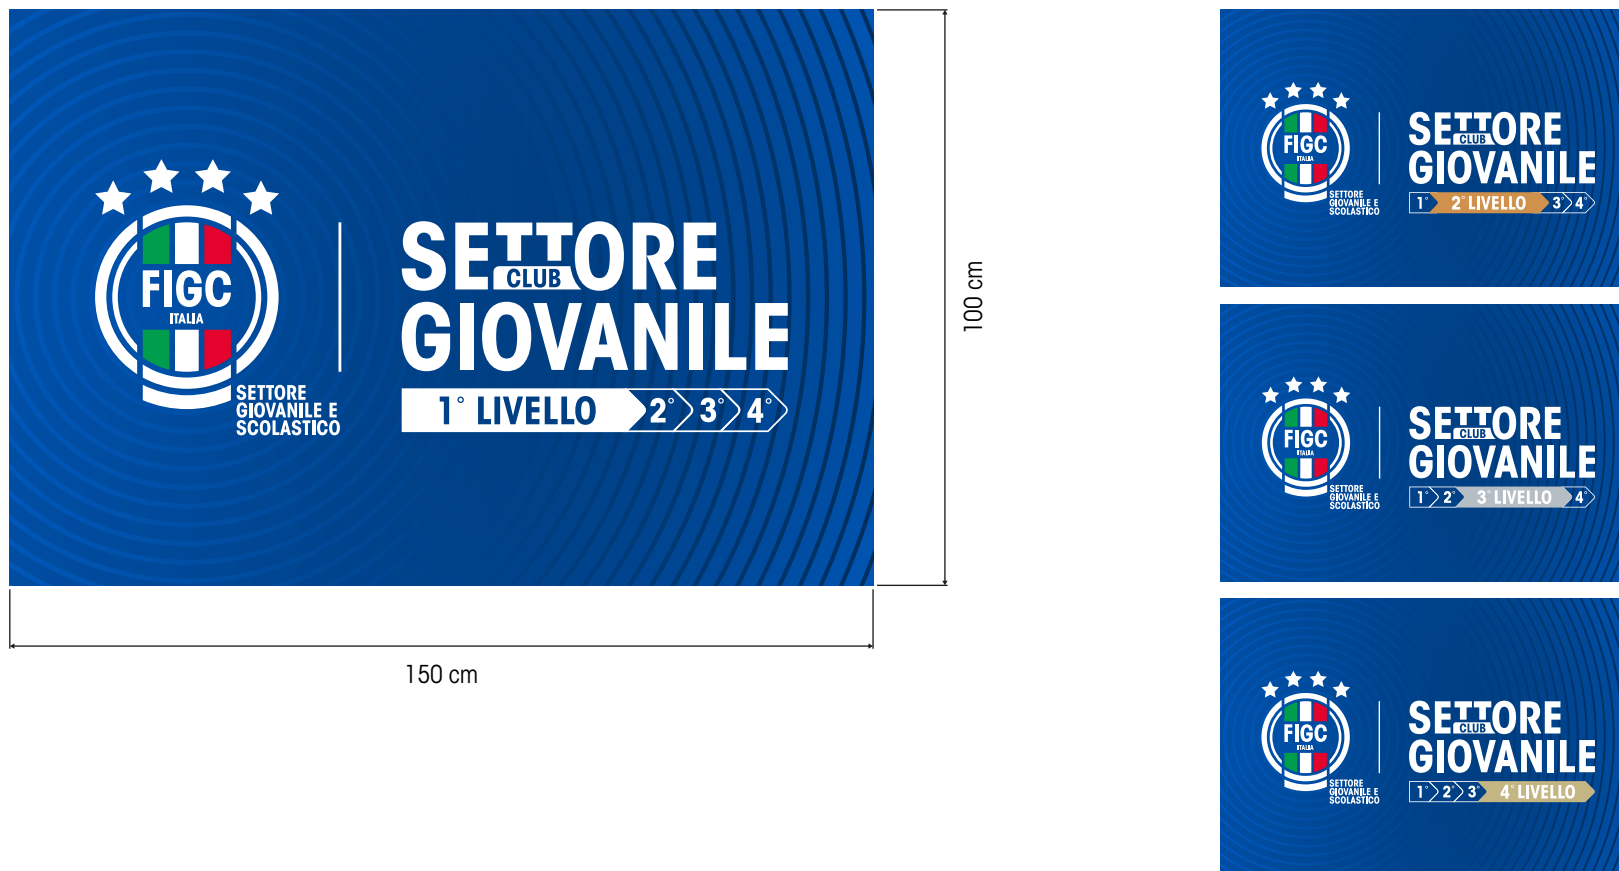 FIGC
ITALIA
SETTORE
GIOVANILE E
SCOLASTICO
SETTORE
CLUB
GIOVANILE
1° LIVELLO 2° 3° 4°
100 cm
150 cm
FIGC
ITALIA
SETTORE
GIOVANILE E
SCOLASTICO
SETTORE
CLUB
GIOVANILE
1° 2° LIVELLO 3° 4°
FIGC
ITALIA
SETTORE
GIOVANILE E
SCOLASTICO
SETTORE
CLUB
GIOVANILE
1° 2° 3° LIVELLO 4°
FIGC
ITALIA
SETTORE
GIOVANILE E
SCOLASTICO
SETTORE
CLUB
GIOVANILE
1° 2° 3° 4° LIVELLO